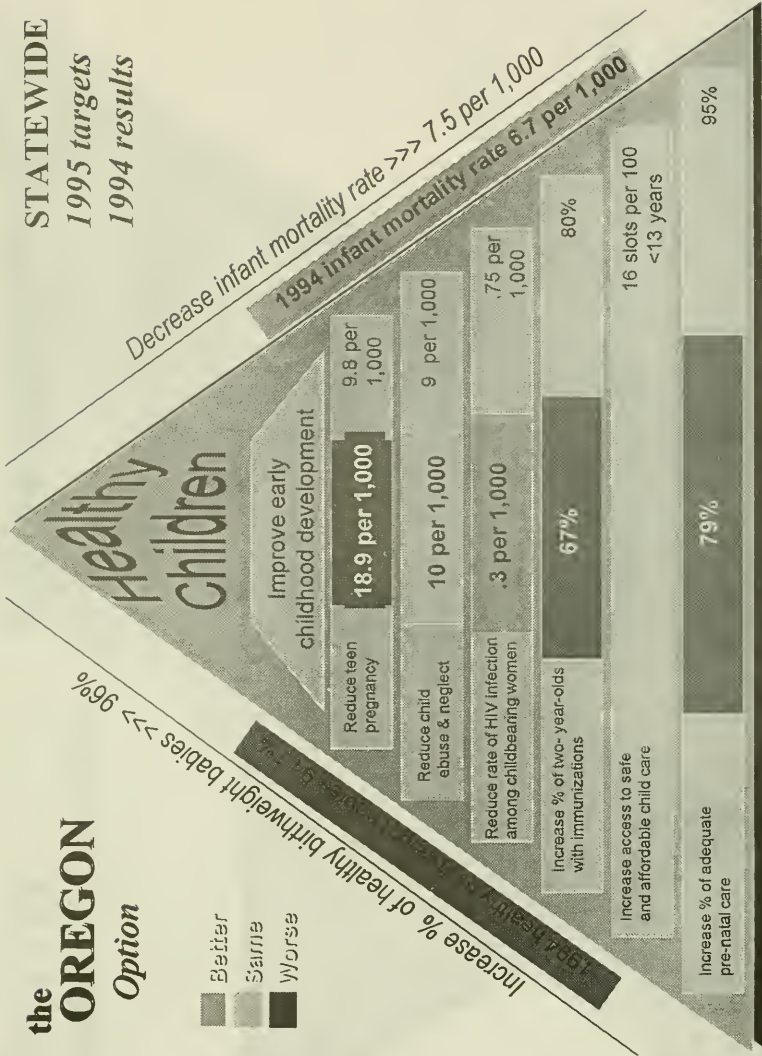 the
OREGON
Option
STATEWIDE
1995 targets
1994 results
Better
Same
Worse
Increase % of healthy birthweight babies >>> 96%
1994 healthy
Decrease infant mortality rate >>> 7.5 per 1,000
1994 infant mortality rate 6.7 per 1,000
Healthy
Children
Improve early
childhood development
Reduce teen
pregnancy
18.9 per 1,000
9.8 per
1,000
Reduce child
abuse & neglect
10 per 1,000
9 per 1,000
Reduce rate of HIV infection
among childbearing women
.3 per 1,000
.75 per
1,000
Increase % of two- year-olds
with immunizations
67%
80%
Increase access to safe
and affordable child care
16 slots per 100
<13 years
Increase % of adequate
pre-natal care
79%
95%